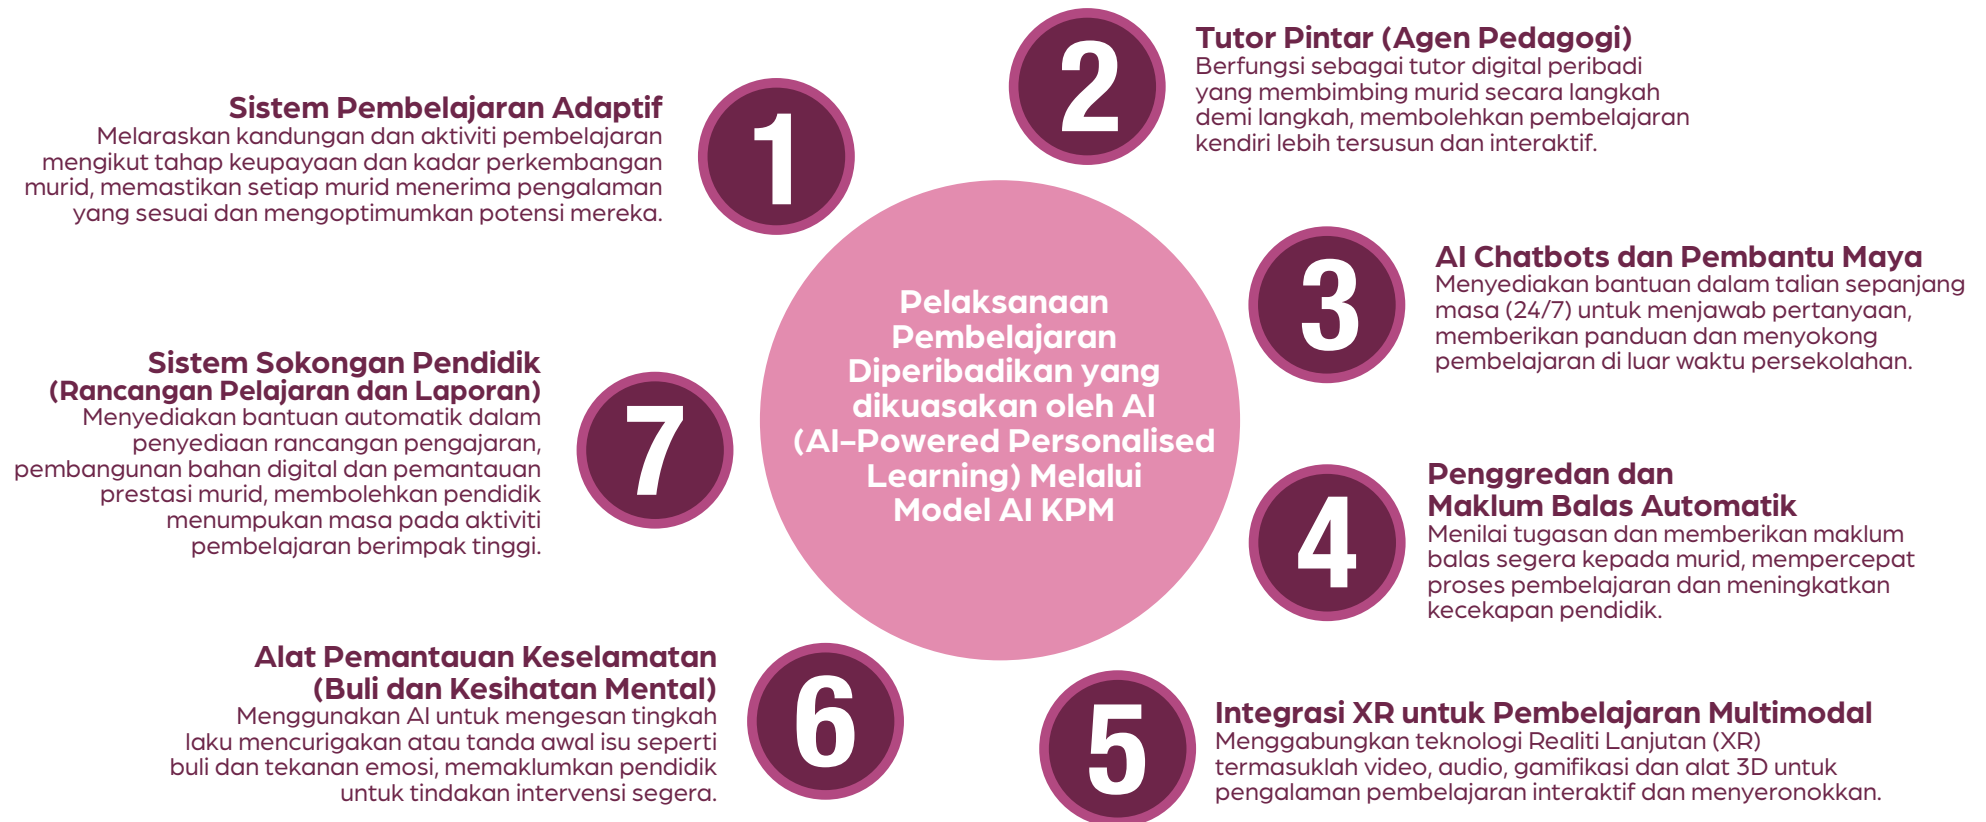 Pelaksanaan
Pembelajaran
Diperibadikan yang
dikuasakan oleh AI
(AI-Powered Personalised
Learning) Melalui
Model AI KPM
1
Sistem Pembelajaran Adaptif
Melaraskan kandungan dan aktiviti pembelajaran
mengikut tahap keupayaan dan kadar perkembangan
murid, memastikan setiap murid menerima pengalaman
yang sesuai dan mengoptimumkan potensi mereka.
2
Tutor Pintar (Agen Pedagogi)
Berfungsi sebagai tutor digital peribadi
yang membimbing murid secara langkah
demi langkah, membolehkan pembelajaran
kendiri lebih tersusun dan interaktif.
3
AI Chatbots dan Pembantu Maya
Menyediakan bantuan dalam talian sepanjang
masa (24/7) untuk menjawab pertanyaan,
memberikan panduan dan menyokong
pembelajaran di luar waktu persekolahan.
4
Penggredan dan
Maklum Balas Automatik
Menilai tugasan dan memberikan maklum
balas segera kepada murid, mempercepat
proses pembelajaran dan meningkatkan
kecekapan pendidik.
5
Integrasi XR untuk Pembelajaran Multimodal
Menggabungkan teknologi Realiti Lanjutan (XR)
termasuklah video, audio, gamifikasi dan alat 3D untuk
pengalaman pembelajaran interaktif dan menyeronokkan.
6
Alat Pemantauan Keselamatan
(Buli dan Kesihatan Mental)
Menggunakan AI untuk mengesan tingkah
laku mencurigakan atau tanda awal isu seperti
buli dan tekanan emosi, memaklumkan pendidik
untuk tindakan intervensi segera.
7
Sistem Sokongan Pendidik
(Rancangan Pelajaran dan Laporan)
Menyediakan bantuan automatik dalam
penyediaan rancangan pengajaran,
pembangunan bahan digital dan pemantauan
prestasi murid, membolehkan pendidik
menumpukan masa pada aktiviti
pembelajaran berimpak tinggi.